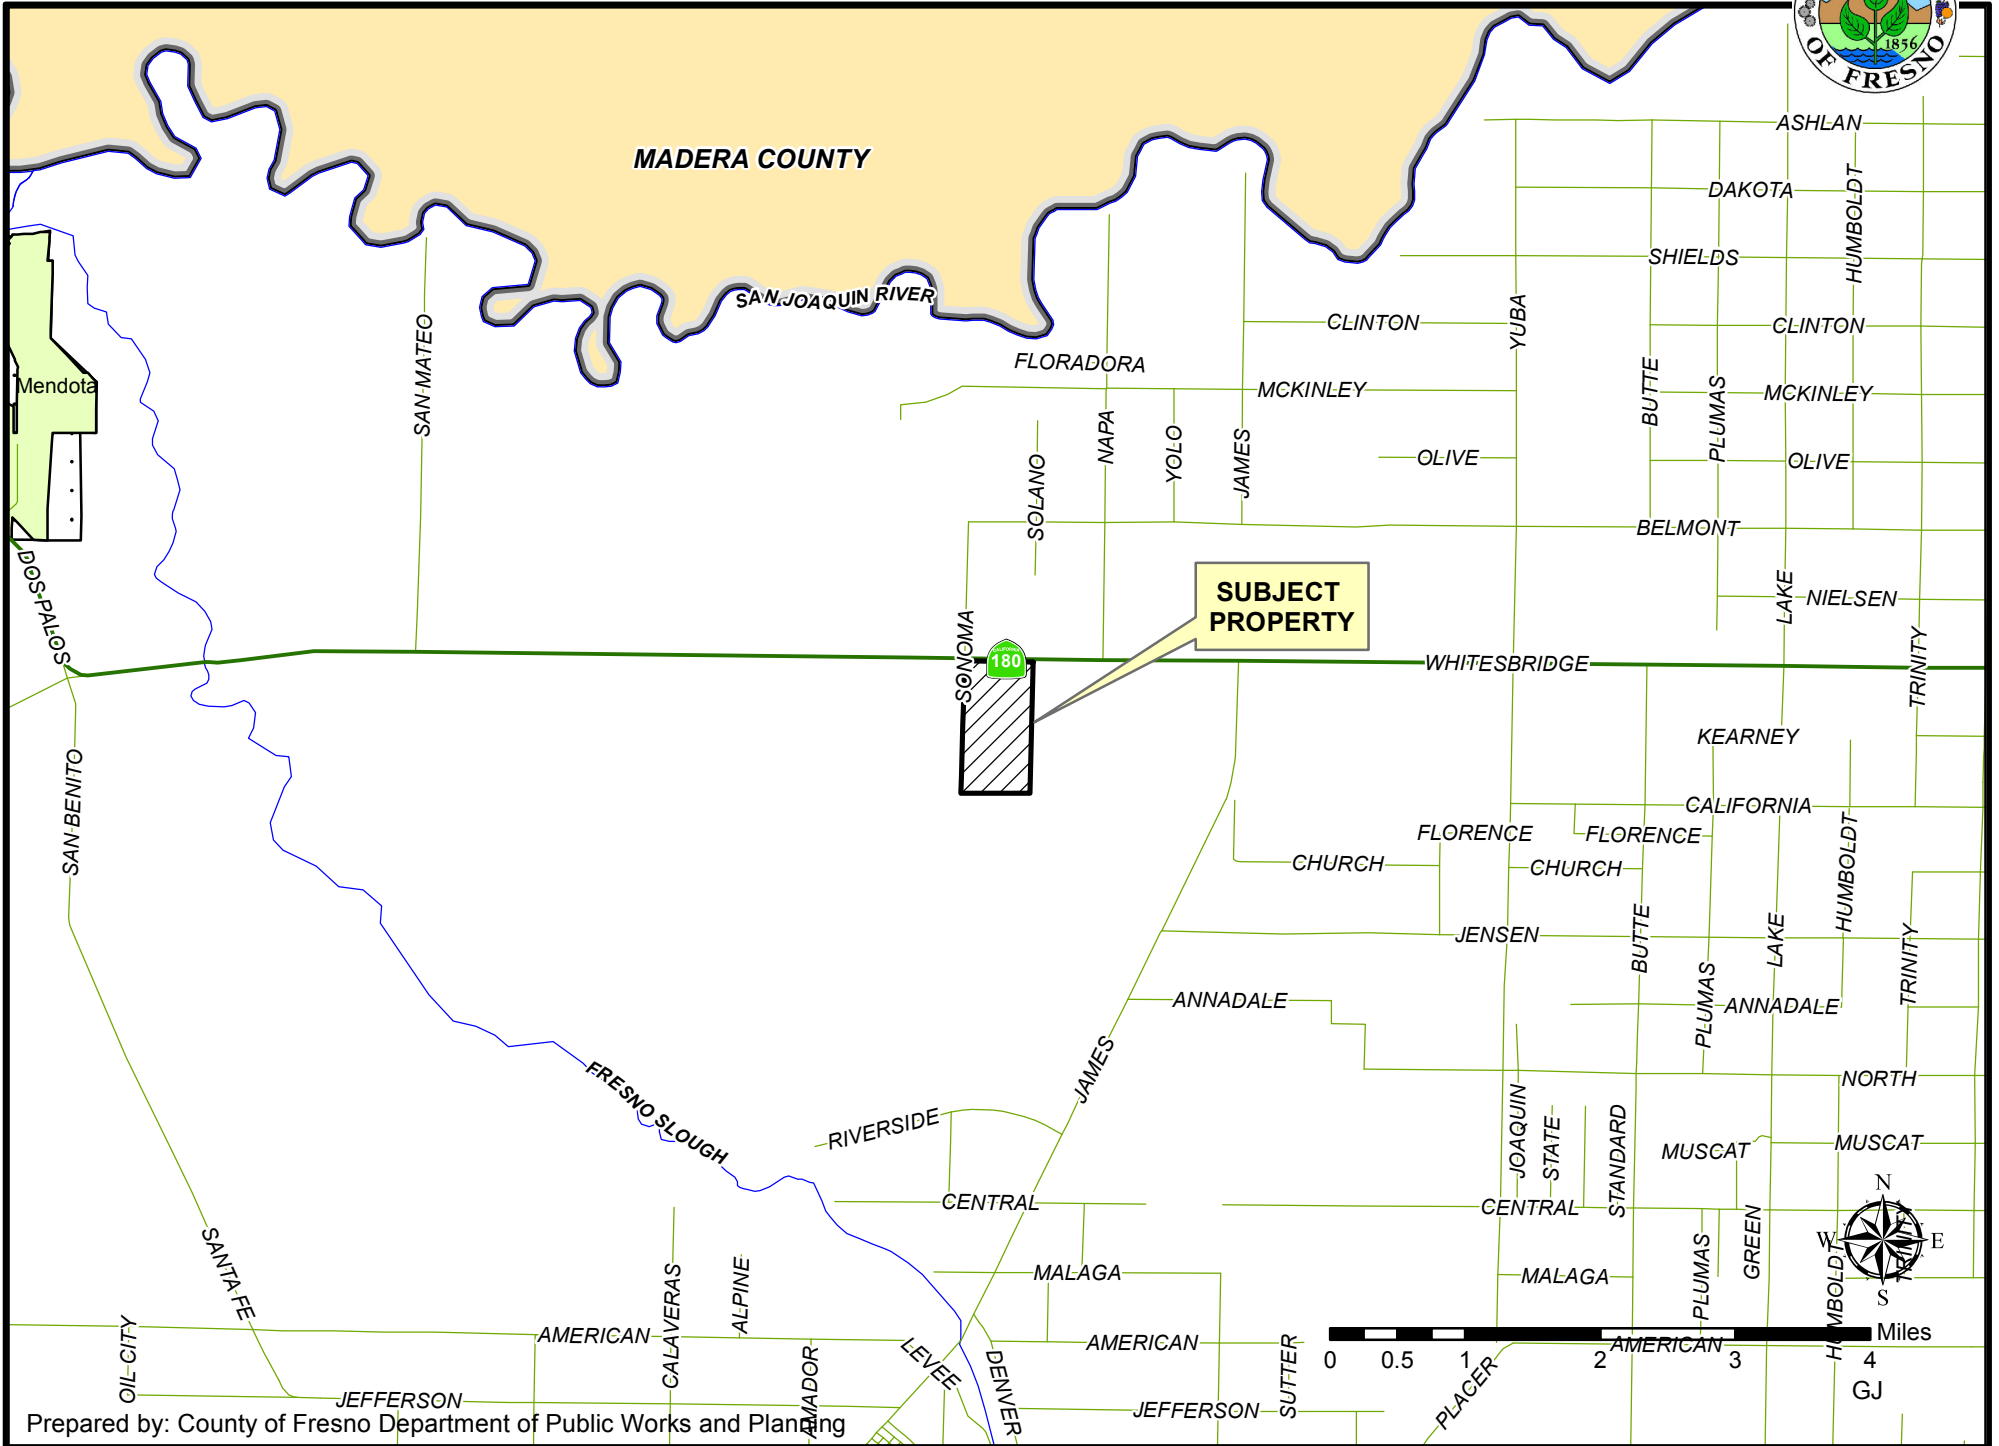 1856
OF FRESNO
ASHLAN
MADERA COUNTY
DAKOTA
HUMBOLDT
SHIELDS
SAN JOAQUIN RIVER
YUBA
CLINTON
CLINTON
SAN MATEO
FLORADORA
Mendota
MCKINLEY
BUTTE
PLUMAS
MCKINLEY
NAPA
YOLO
JAMES
OLIVE
OLIVE
SOLANO
BELMONT
DOS PALOS
SUBJECT
PROPERTY
LAKE
NIELSEN
SONOMA
CALIFORNIA
180
WHITESBRIDGE
TRINITY
KEARNEY
SAN BENITO
CALIFORNIA
FLORENCE
FLORENCE
CHURCH
CHURCH
HUMBOLDT
JENSEN
BUTTE
LAKE
TRINITY
ANNADALE
PLUMAS
ANNADALE
JAMES
NORTH
FRESNO SLOUGH
RIVERSIDE
JOAQUIN
STATE
STANDARD
MUSCAT
MUSCAT
N
CENTRAL
CENTRAL
W
E
S
SANTA FE
MALAGA
MALAGA
PLUMAS
GREEN
HUMBOLDT
TRINITY
CALAVERAS
ALPINE
OIL CITY
AMERICAN
AMADOR
LEVEE
DENVER
AMERICAN
SUTTER
AMERICAN
Miles
0 0.5 1 2 3 4
PLACER
GJ
JEFFERSON
JEFFERSON
Prepared by: County of Fresno Department of Public Works and Planning